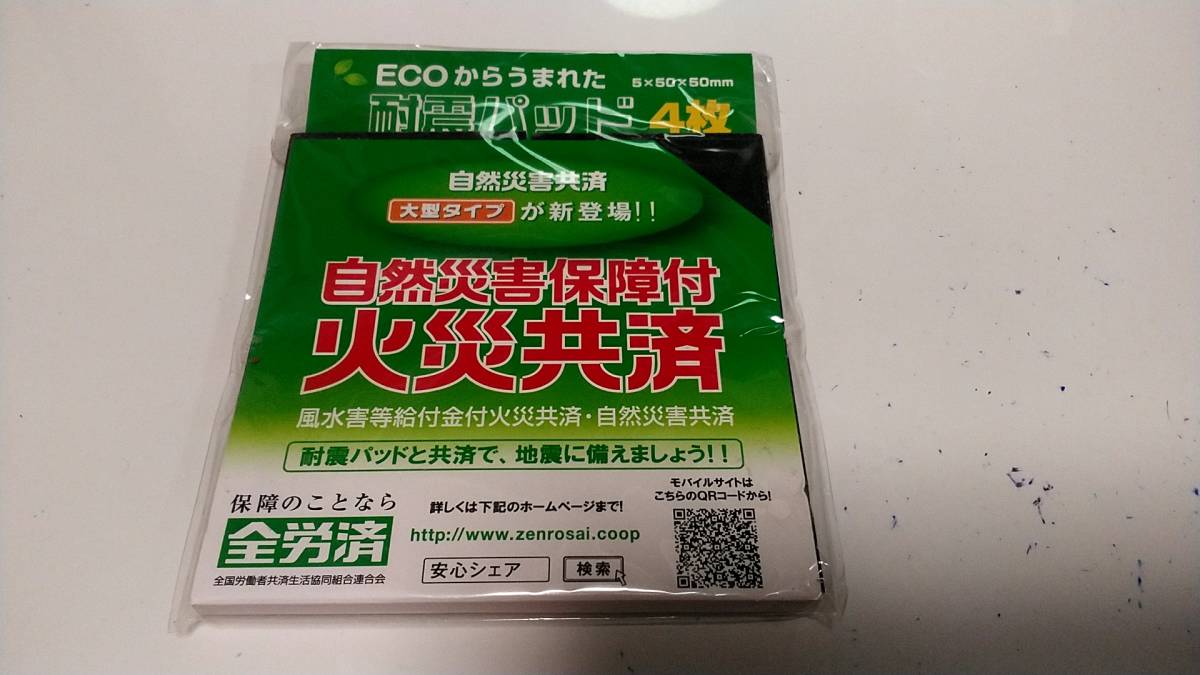 ECOからうまれた 5×50×50mm
耐震パッド 4枚
自然災害共済
大型タイプ が新登場!!
自然災害保障付
火災共済
風水害等給付金付火災共済・自然災害共済
耐震パッドと共済で、地震に備えましょう!!
保障のことなら
全労済
全国労働者共済生活協同組合連合会
詳しくは下記のホームページまで!
http://www.zenrosai.coop
安心シェア 検索
モバイルサイトは
こちらのQRコードから!